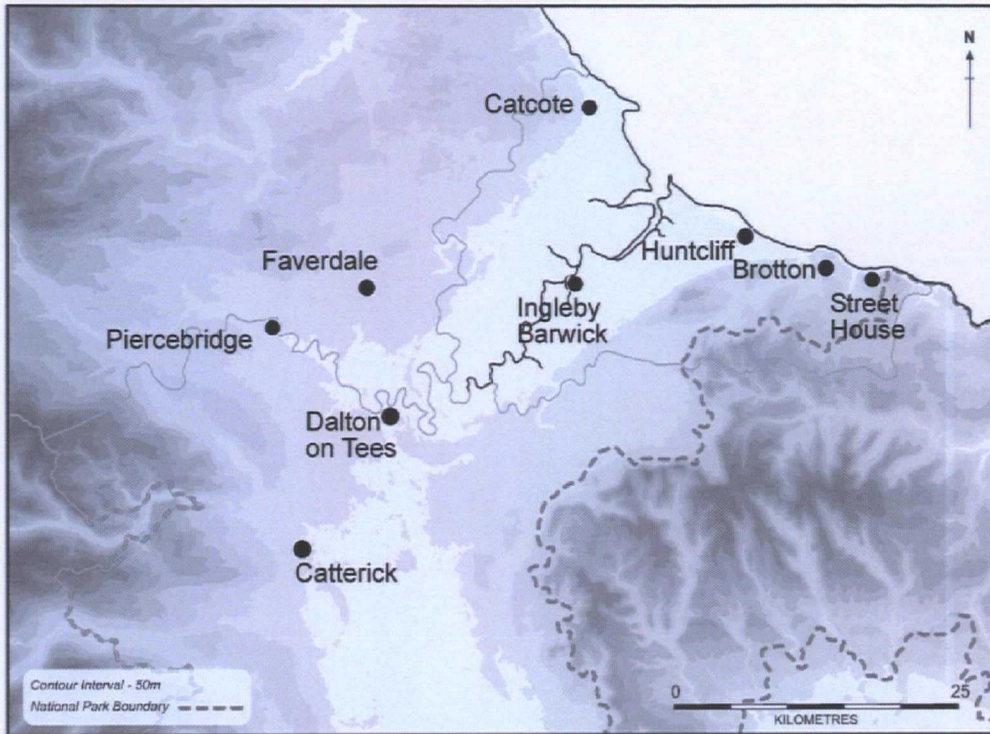 N
Catcote
Huntcliff
Brotton
Faverdale
Ingleby
Barwick
Street
House
Piercebridge
Dalton
on Tees
Catterick
Contour Interval - 50m
National Park Boundary
0
25
KILOMETRES